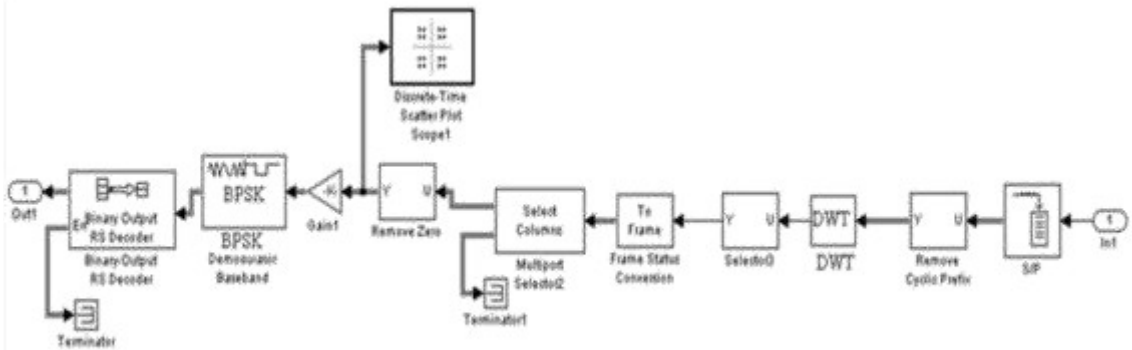 Discrete-Time
Scatter Plot
Scope1
1
Out1
Err
Binary Output
RS Decoder
Binary-Output
RS Decoder
Terminator
BPSK
BPSK
Baseband
-K-
Gain1
Y
U
Remove Zero
Select
Columns
Multiport
Selector2
Terminator1
To
Frame
Frame Status
Conversion
Y
U
DWT
DWT
Y
U
Remove
Cyclic Prefix
S/P
1
In1